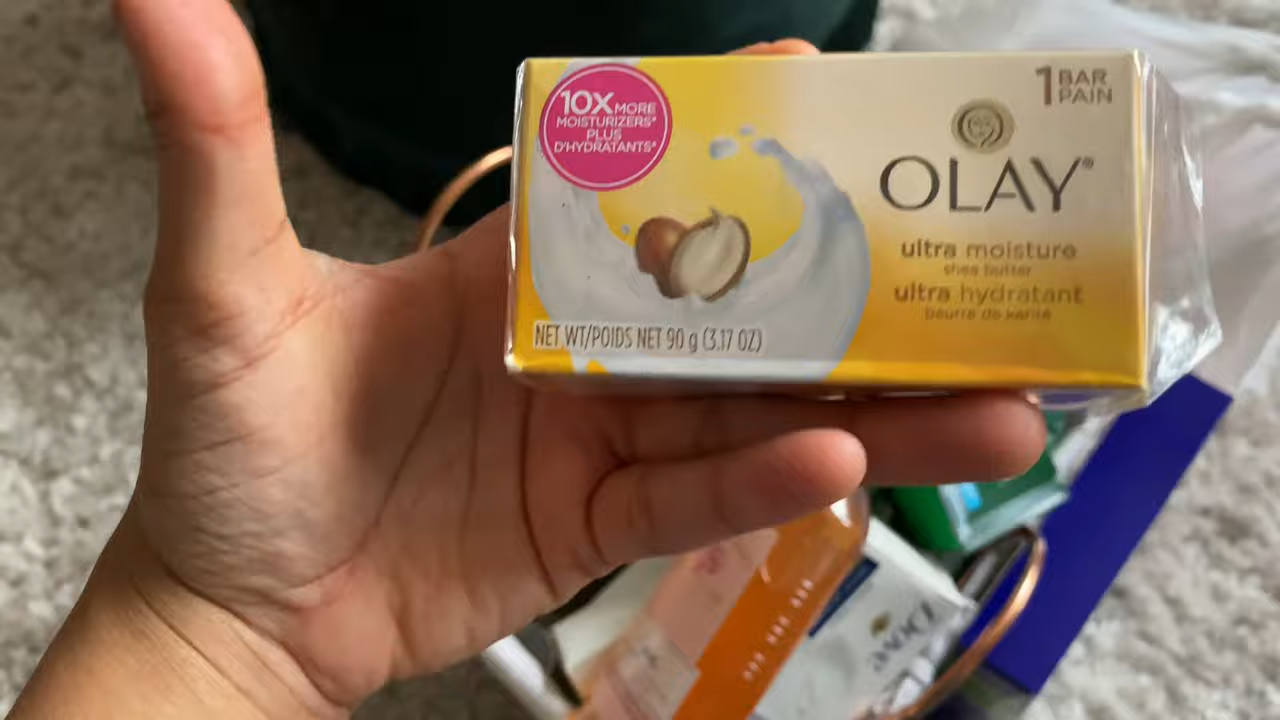 10X MORE
MOISTURIZERS*
PLUS
D'HYDRATANTS*
1 BAR
PAIN
OLAY®
ultra moisture
shea butter
ultra hydratant
beurre de karité
NET WT/POIDS NET 90 g (3.17 OZ)
Dove